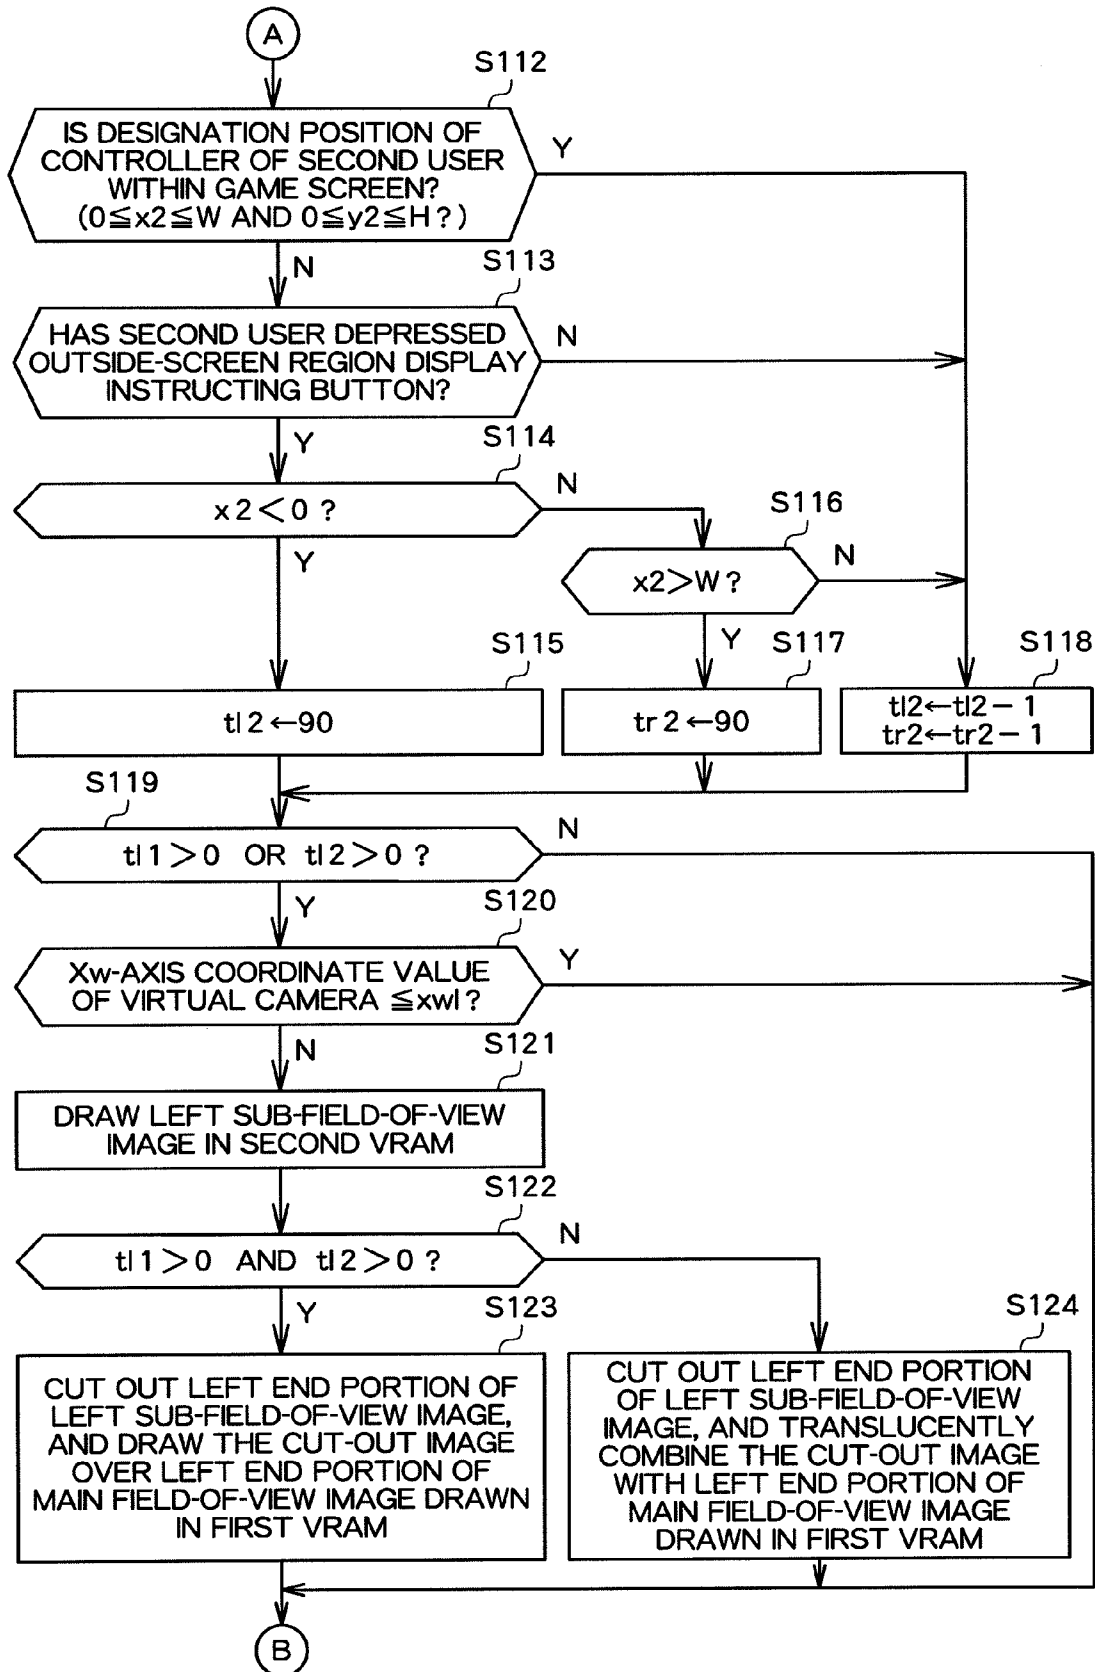 A
S112
IS DESIGNATION POSITION OF
CONTROLLER OF SECOND USER
WITHIN GAME SCREEN?
(0≦x2≦W AND 0≦y2≦H?)
Y
N
S113
HAS SECOND USER DEPRESSED
OUTSIDE-SCREEN REGION DISPLAY
INSTRUCTING BUTTON?
N
Y
S114
x2<0?
N
Y
S116
x2>W?
N
Y
S115
tl2←90
S117
tr2←90
S118
tl2←tl2-1
tr2←tr2-1
S119
tl1>0 OR tl2>0?
N
Y
S120
Xw-AXIS COORDINATE VALUE
OF VIRTUAL CAMERA ≦xwl?
Y
N
S121
DRAW LEFT SUB-FIELD-OF-VIEW
IMAGE IN SECOND VRAM
S122
tl1>0 AND tl2>0?
N
Y
S123
CUT OUT LEFT END PORTION OF
LEFT SUB-FIELD-OF-VIEW IMAGE,
AND DRAW THE CUT-OUT IMAGE
OVER LEFT END PORTION OF
MAIN FIELD-OF-VIEW IMAGE DRAWN
IN FIRST VRAM
S124
CUT OUT LEFT END PORTION
OF LEFT SUB-FIELD-OF-VIEW
IMAGE, AND TRANSLUCENTLY
COMBINE THE CUT-OUT IMAGE
WITH LEFT END PORTION OF
MAIN FIELD-OF-VIEW IMAGE
DRAWN IN FIRST VRAM
B